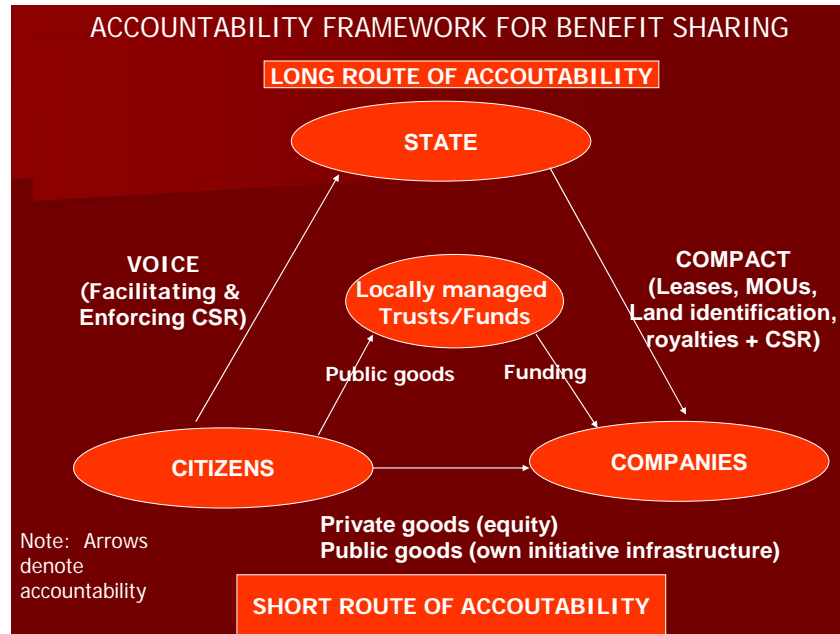 ACCOUNTABILITY FRAMEWORK FOR BENEFIT SHARING
LONG ROUTE OF ACCOUTABILITY
STATE
VOICE
(Facilitating &
Enforcing CSR)
COMPACT
(Leases, MOUs,
Land identification,
royalties + CSR)
Locally managed
Trusts/Funds
Public goods
Funding
CITIZENS
COMPANIES
Private goods (equity)
Public goods (own initiative infrastructure)
Note: Arrows
denote
accountability
SHORT ROUTE OF ACCOUTABILITY